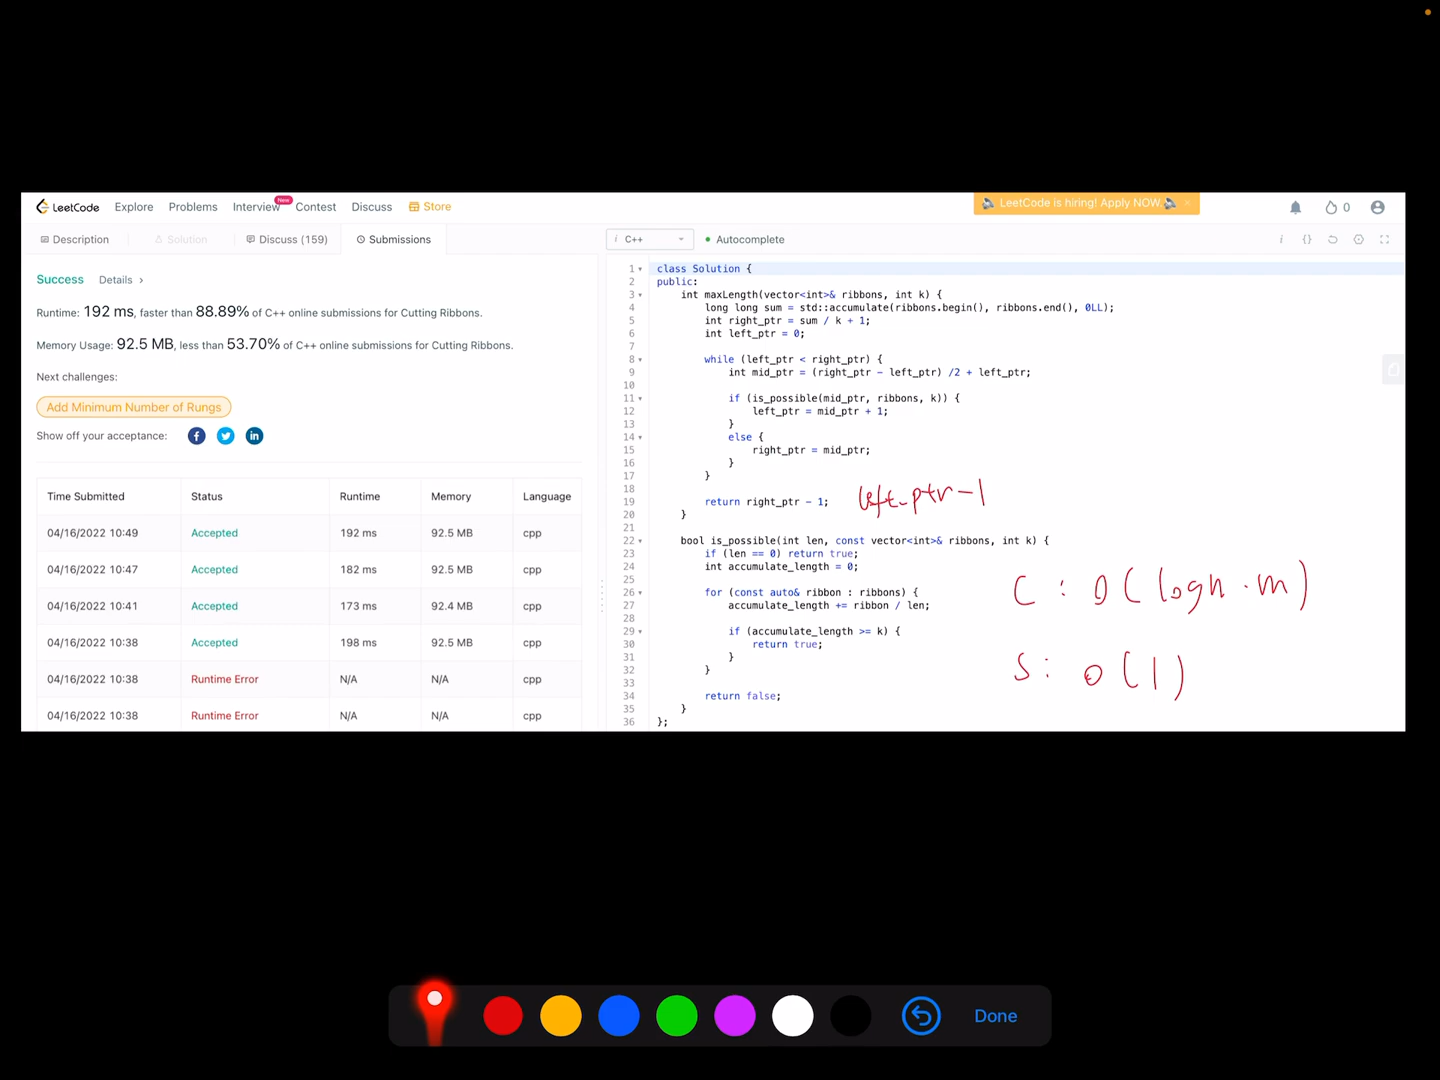 LeetCode Explore Problems Interview New Contest Discuss Store LeetCode is hiring! Apply NOW. × 0
Description Solution Discuss (159) Submissions
i C++ Autocomplete i {}
Success Details >
Runtime: 192 ms, faster than 88.89% of C++ online submissions for Cutting Ribbons.
Memory Usage: 92.5 MB, less than 53.70% of C++ online submissions for Cutting Ribbons.
Next challenges:
Add Minimum Number of Rungs
Show off your acceptance:
Time Submitted Status Runtime Memory Language
04/16/2022 10:49 Accepted 192 ms 92.5 MB cpp
04/16/2022 10:47 Accepted 182 ms 92.5 MB cpp
04/16/2022 10:41 Accepted 173 ms 92.4 MB cpp
04/16/2022 10:38 Accepted 198 ms 92.5 MB cpp
04/16/2022 10:38 Runtime Error N/A N/A cpp
04/16/2022 10:38 Runtime Error N/A N/A cpp
1 class Solution {
2 public:
3 int maxLength(vector<int>& ribbons, int k) {
4 long long sum = std::accumulate(ribbons.begin(), ribbons.end(), 0LL);
5 int right_ptr = sum / k + 1;
6 int left_ptr = 0;
7
8 while (left_ptr < right_ptr) {
9 int mid_ptr = (right_ptr - left_ptr) /2 + left_ptr;
10
11 if (is_possible(mid_ptr, ribbons, k)) {
12 left_ptr = mid_ptr + 1;
13 }
14 else {
15 right_ptr = mid_ptr;
16 }
17 }
18
19 return right_ptr - 1; left_ptr-1
20 }
21
22 bool is_possible(int len, const vector<int>& ribbons, int k) {
23 if (len == 0) return true;
24 int accumulate_length = 0;
25
26 for (const auto& ribbon : ribbons) {
27 accumulate_length += ribbon / len;
28
29 if (accumulate_length >= k) {
30 return true;
31 }
32 }
33
34 return false;
35 }
36 };
C : O(logn·m)
S: O(1)
Done